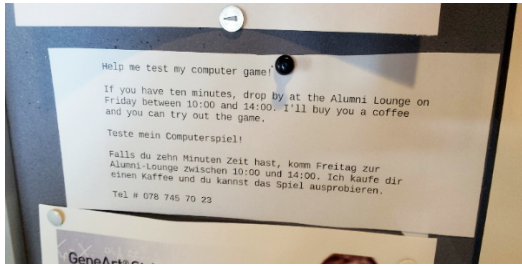 Help me test my computer game!
If you have ten minutes, drop by at the Alumni Lounge on
Friday between 10:00 and 14:00. I'll buy you a coffee
and you can try out the game.
Teste mein Computerspiel!
Falls du zehn Minuten Zeit hast, komm Freitag zur
Alumni-Lounge zwischen 10:00 und 14:00. Ich kaufe dir
einen Kaffee und du kannst das Spiel ausprobieren.
Tel # 078 745 70 23
GeneArt®